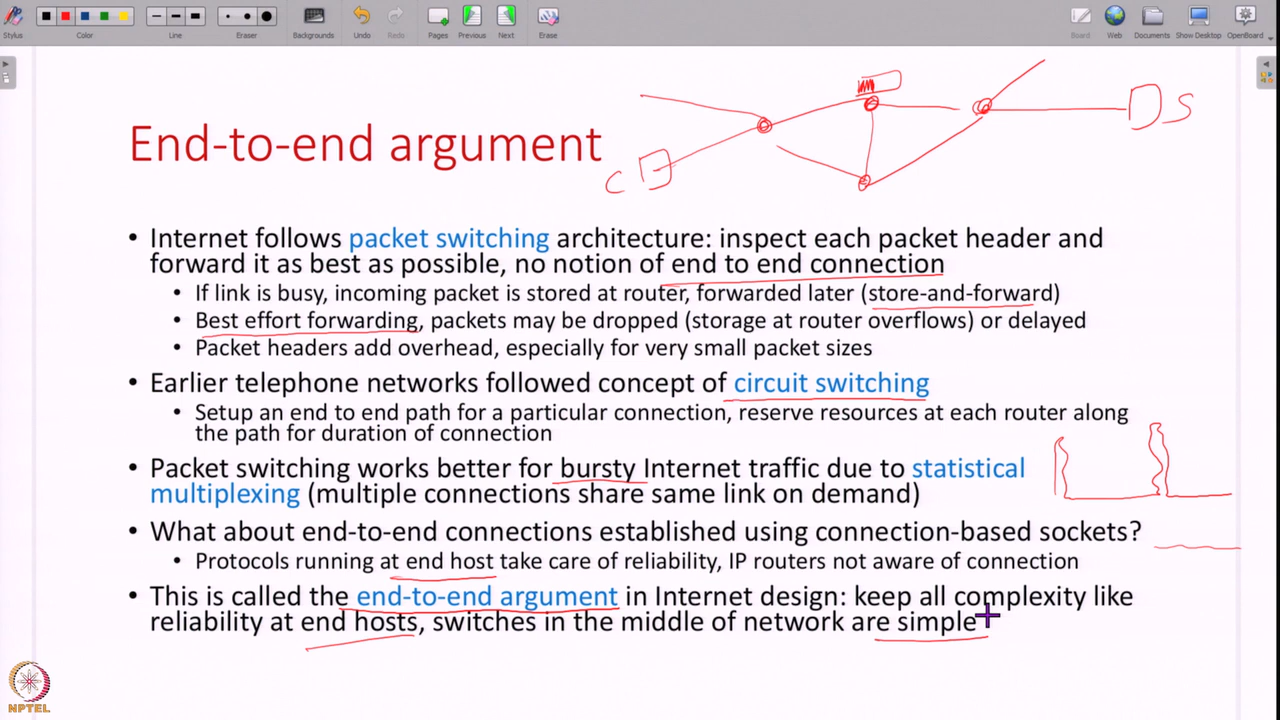 Stylus
Color
Line
Eraser
Backgrounds
Undo
Redo
Pages
Previous
Next
Erase
Board
Web
Documents
Show Desktop
OpenBoard
End-to-end argument
C
S
• Internet follows packet switching architecture: inspect each packet header and
forward it as best as possible, no notion of end to end connection
• If link is busy, incoming packet is stored at router, forwarded later (store-and-forward)
• Best effort forwarding, packets may be dropped (storage at router overflows) or delayed
• Packet headers add overhead, especially for very small packet sizes
• Earlier telephone networks followed concept of circuit switching
• Setup an end to end path for a particular connection, reserve resources at each router along
the path for duration of connection
• Packet switching works better for bursty Internet traffic due to statistical
multiplexing (multiple connections share same link on demand)
• What about end-to-end connections established using connection-based sockets?
• Protocols running at end host take care of reliability, IP routers not aware of connection
• This is called the end-to-end argument in Internet design: keep all complexity like
reliability at end hosts, switches in the middle of network are simple
NPTEL